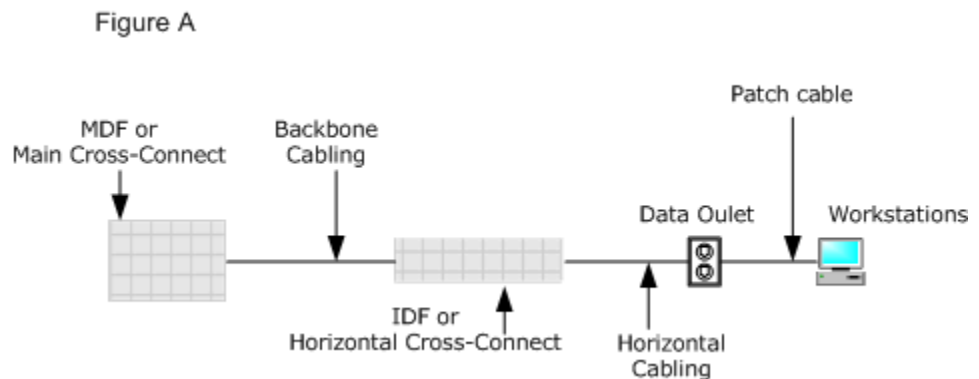 Figure A
MDF or
Main Cross-Connect
Backbone
Cabling
Patch cable
Data Oulet
Workstations
IDF or
Horizontal Cross-Connect
Horizontal
Cabling